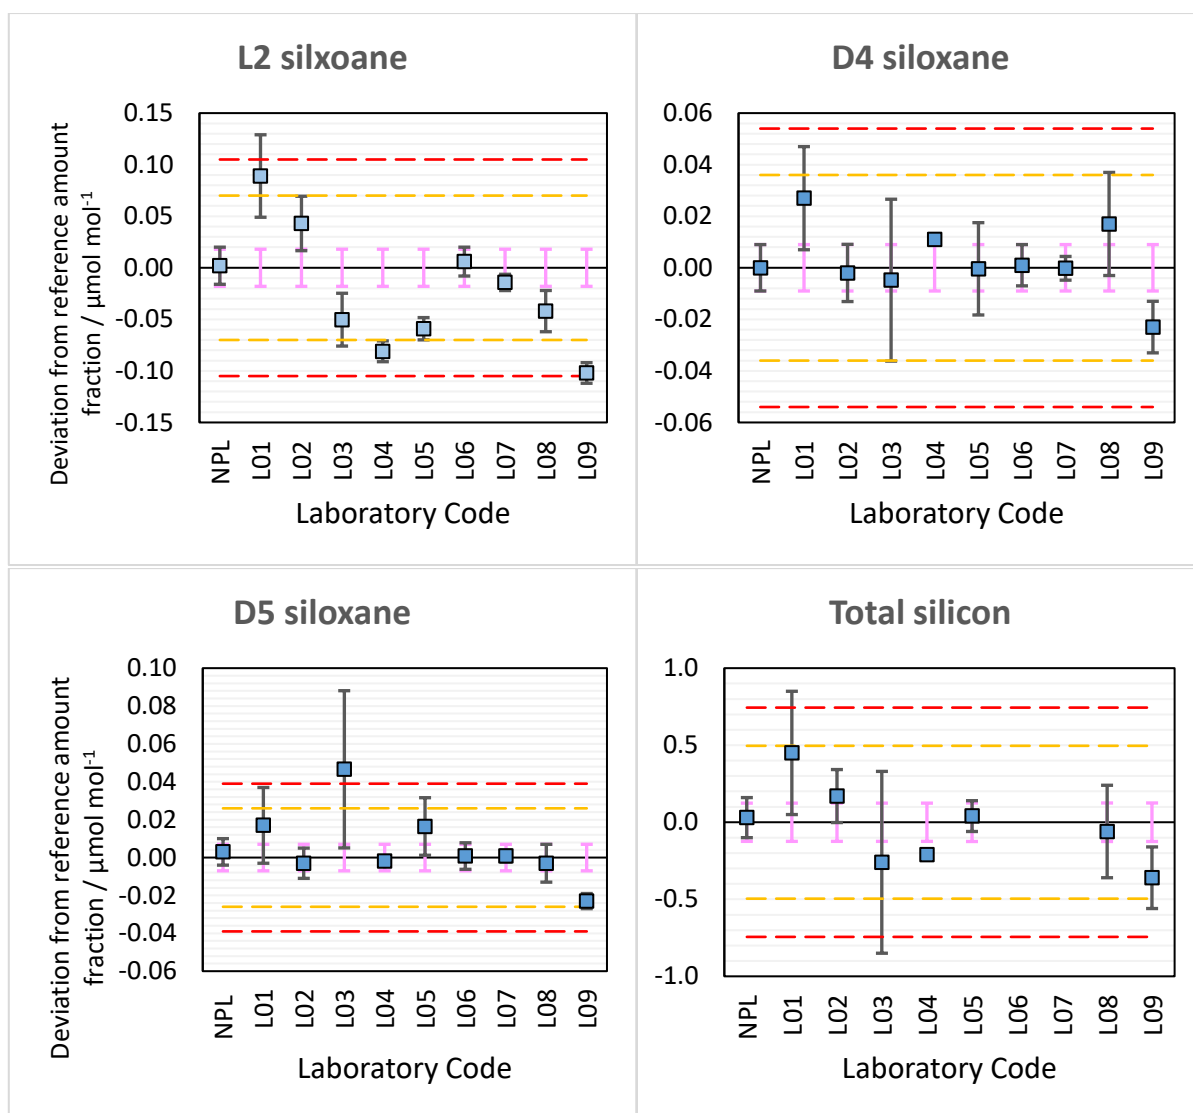 L2 silxoane
Deviation from reference amount
fraction / µmol mol-1
0.15
0.10
0.05
0.00
-0.05
-0.10
-0.15
NPL
L01
L02
L03
L04
L05
L06
L07
L08
L09
Laboratory Code
D4 siloxane
0.06
0.04
0.02
0.00
-0.02
-0.04
-0.06
NPL
L01
L02
L03
L04
L05
L06
L07
L08
L09
Laboratory Code
D5 siloxane
Deviation from reference amount
fraction / µmol mol-1
0.10
0.08
0.06
0.04
0.02
0.00
-0.02
-0.04
-0.06
NPL
L01
L02
L03
L04
L05
L06
L07
L08
L09
Laboratory Code
Total silicon
1.0
0.5
0.0
-0.5
-1.0
NPL
L01
L02
L03
L04
L05
L06
L07
L08
L09
Laboratory Code